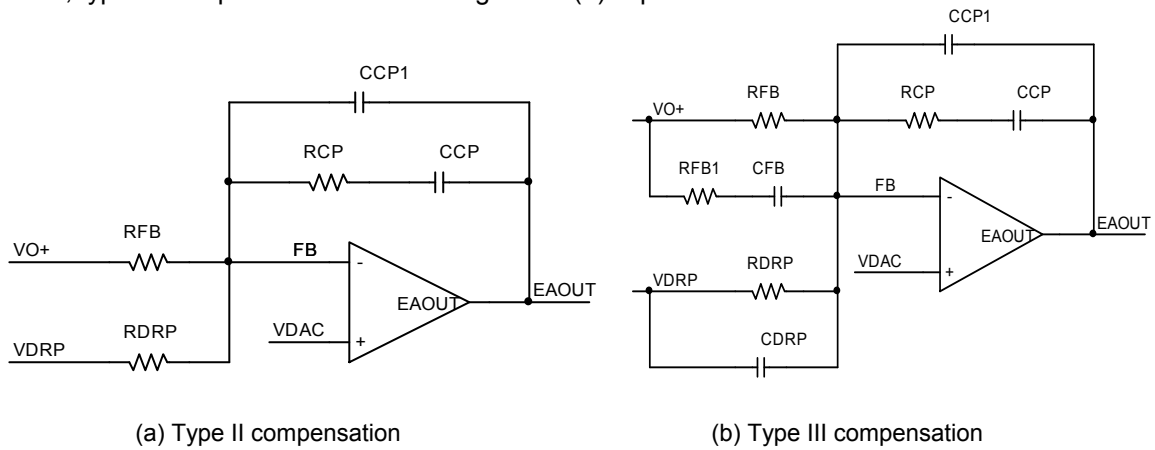 CCP1
RCP CCP
RFB
VO+
FB
EAOUT
EAOUT
RDRP
VDAC
VDRP
(a) Type II compensation
CCP1
RFB
RCP
CCP
VO+
RFB1
CFB
FB
EAOUT
EAOUT
RDRP
VDAC
VDRP
CDRP
(b) Type III compensation